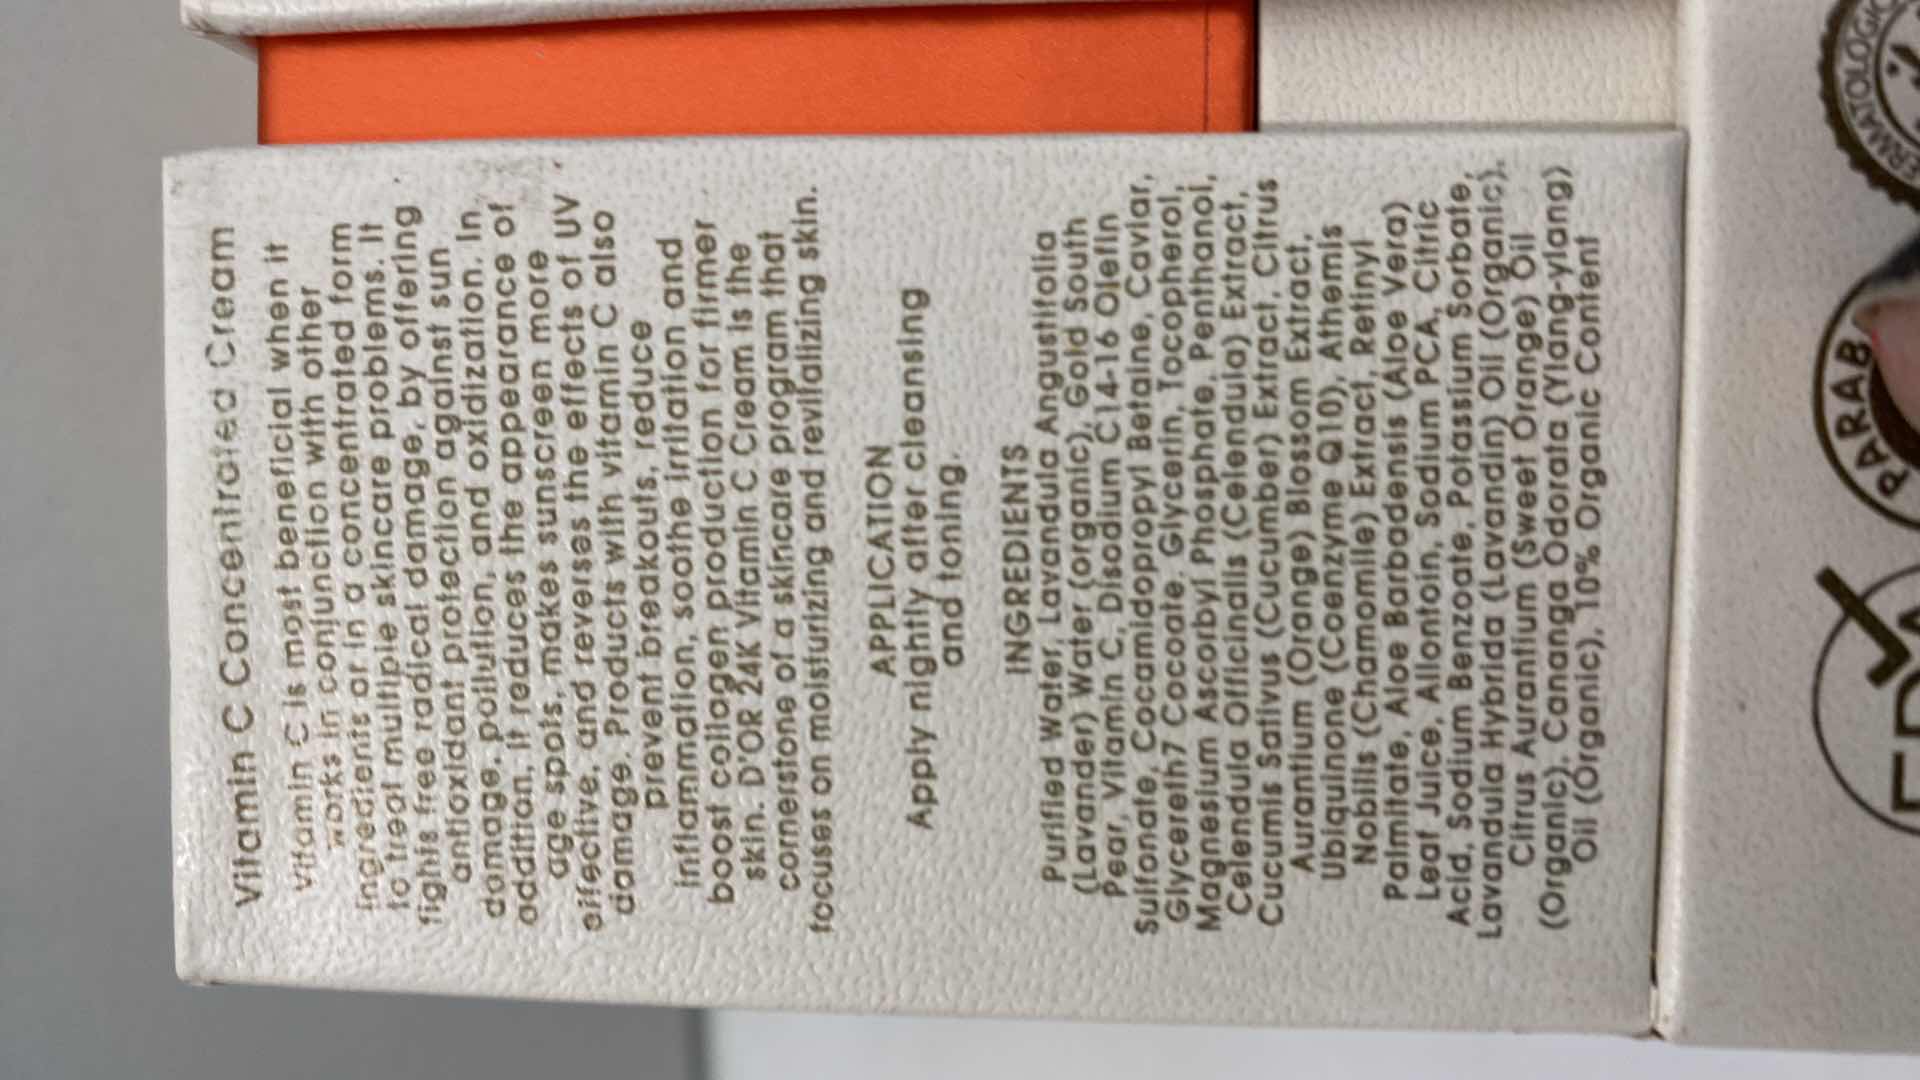 Vitamin C Concentrated Cream
Vitamin C is most beneficial when it
works in conjunction with other
ingredients or in a concentrated form
to treat multiple skincare problems. It
fights free radical damage, by offering
antioxidant protection against sun
damage, pollution, and oxidization. In
addition, it reduces the appearance of
age spots, makes sunscreen more
effective, and reverses the effects of UV
damage. Products with vitamin C also
prevent breakouts, reduce
inflammation, soothe irritation and
boost collagen production for firmer
skin. D'OR 24K Vitamin C Cream is the
cornerstone of a skincare program that
focuses on moisturizing and revitalizing skin.
APPLICATION
Apply nightly after cleansing
and toning.
INGREDIENTS
Purified Water, Lavandula Angustifolia
(Lavander) Water (organic), Gold South
Pear, Vitamin C, Disodium C14-16 Olefin
Sulfonate, Cocamidopropyl Betaine, Caviar,
Glycereth7 Cocoate, Glycerin, Tocopherol,
Magnesium Ascorbyl Phosphate, Penthanol,
Celendula Officinalis (Celendula) Extract,
Cucumis Sativus (Cucumber) Extract, Citrus
Aurantium (Orange) Blossom Extract,
Ubiquinone (Coenzyme Q10), Athemis
Nobilis (Chamomile) Extract, Retinyl
Palmitate, Aloe Barbadensis (Aloe Vera)
Leaf Juice, Allontoin, Sodium PCA, Citric
Acid, Sodium Benzoate, Potassium Sorbate,
Lavandula Hybrida (Lavandin) Oil (Organic),
Citrus Aurantium (Sweet Orange) Oil
(Organic), Cananga Odorata (Ylang-ylang)
Oil (Organic), 10% Organic Content
PARAB